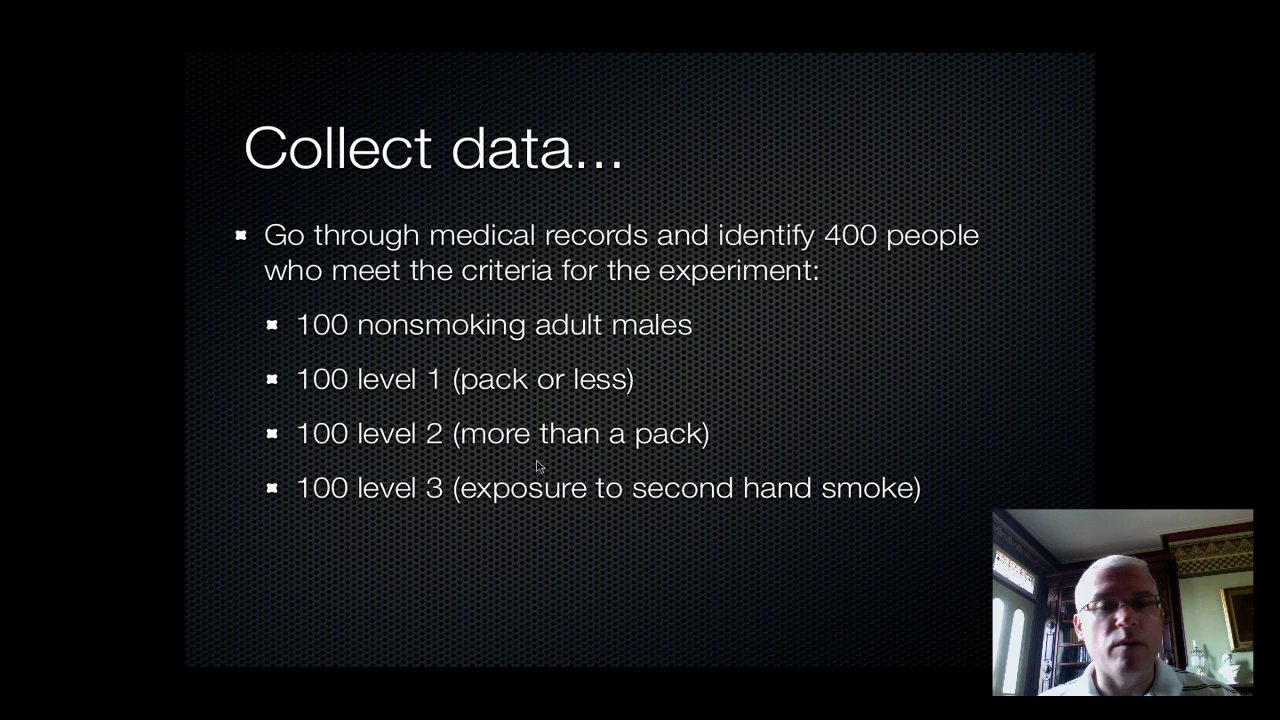 Collect data...
Go through medical records and identify 400 people
who meet the criteria for the experiment:
100 nonsmoking adult males
100 level 1 (pack or less)
100 level 2 (more than a pack)
100 level 3 (exposure to second hand smoke)